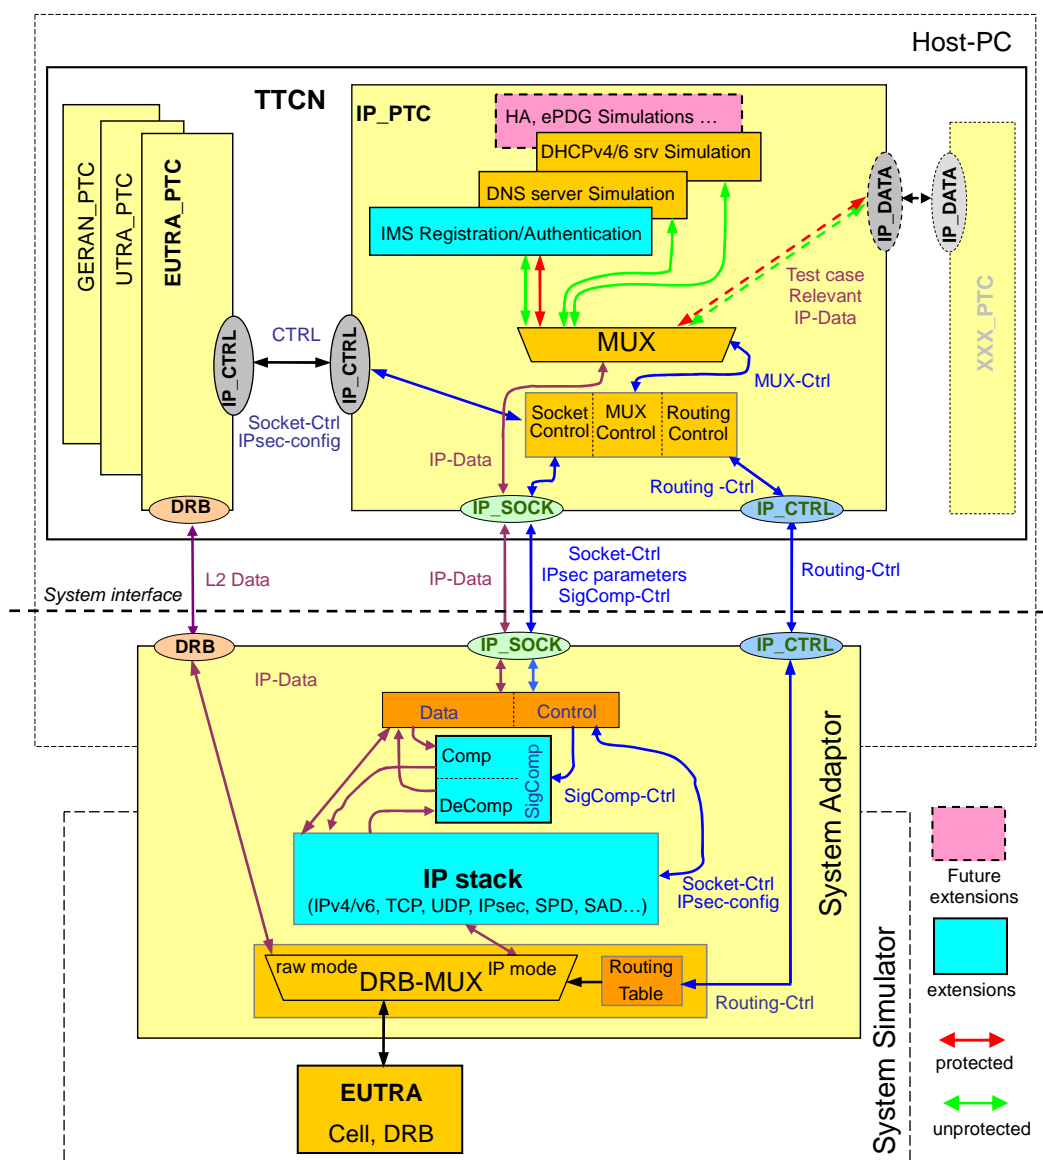 Host-PC
TTCN
IP_PTC
GERAN_PTC
UTRA_PTC
EUTRA_PTC
HA, ePDG Simulations …
DHCPv4/6 srv Simulation
DNS server Simulation
IMS Registration/Authentication
IP_DATA
IP_DATA
XXX_PTC
Test case
Relevant
IP-Data
MUX
CTRL
IP_CTRL
IP_CTRL
Socket-Ctrl
IPsec-config
MUX-Ctrl
Socket
Control
MUX
Control
Routing
Control
IP-Data
Routing -Ctrl
DRB
IP_SOCK
IP_CTRL
L2 Data
IP-Data
Socket-Ctrl
IPsec parameters
SigComp-Ctrl
Routing-Ctrl
System interface
DRB
IP_SOCK
IP_CTRL
IP-Data
Data
Control
Comp
DeComp
SigComp
SigComp-Ctrl
System Adaptor
IP stack
(IPv4/v6, TCP, UDP, IPsec, SPD, SAD…)
Socket-Ctrl
IPsec-config
raw mode
IP mode
DRB-MUX
Routing
Table
Routing-Ctrl
EUTRA
Cell, DRB
System Simulator
Future
extensions
extensions
protected
unprotected